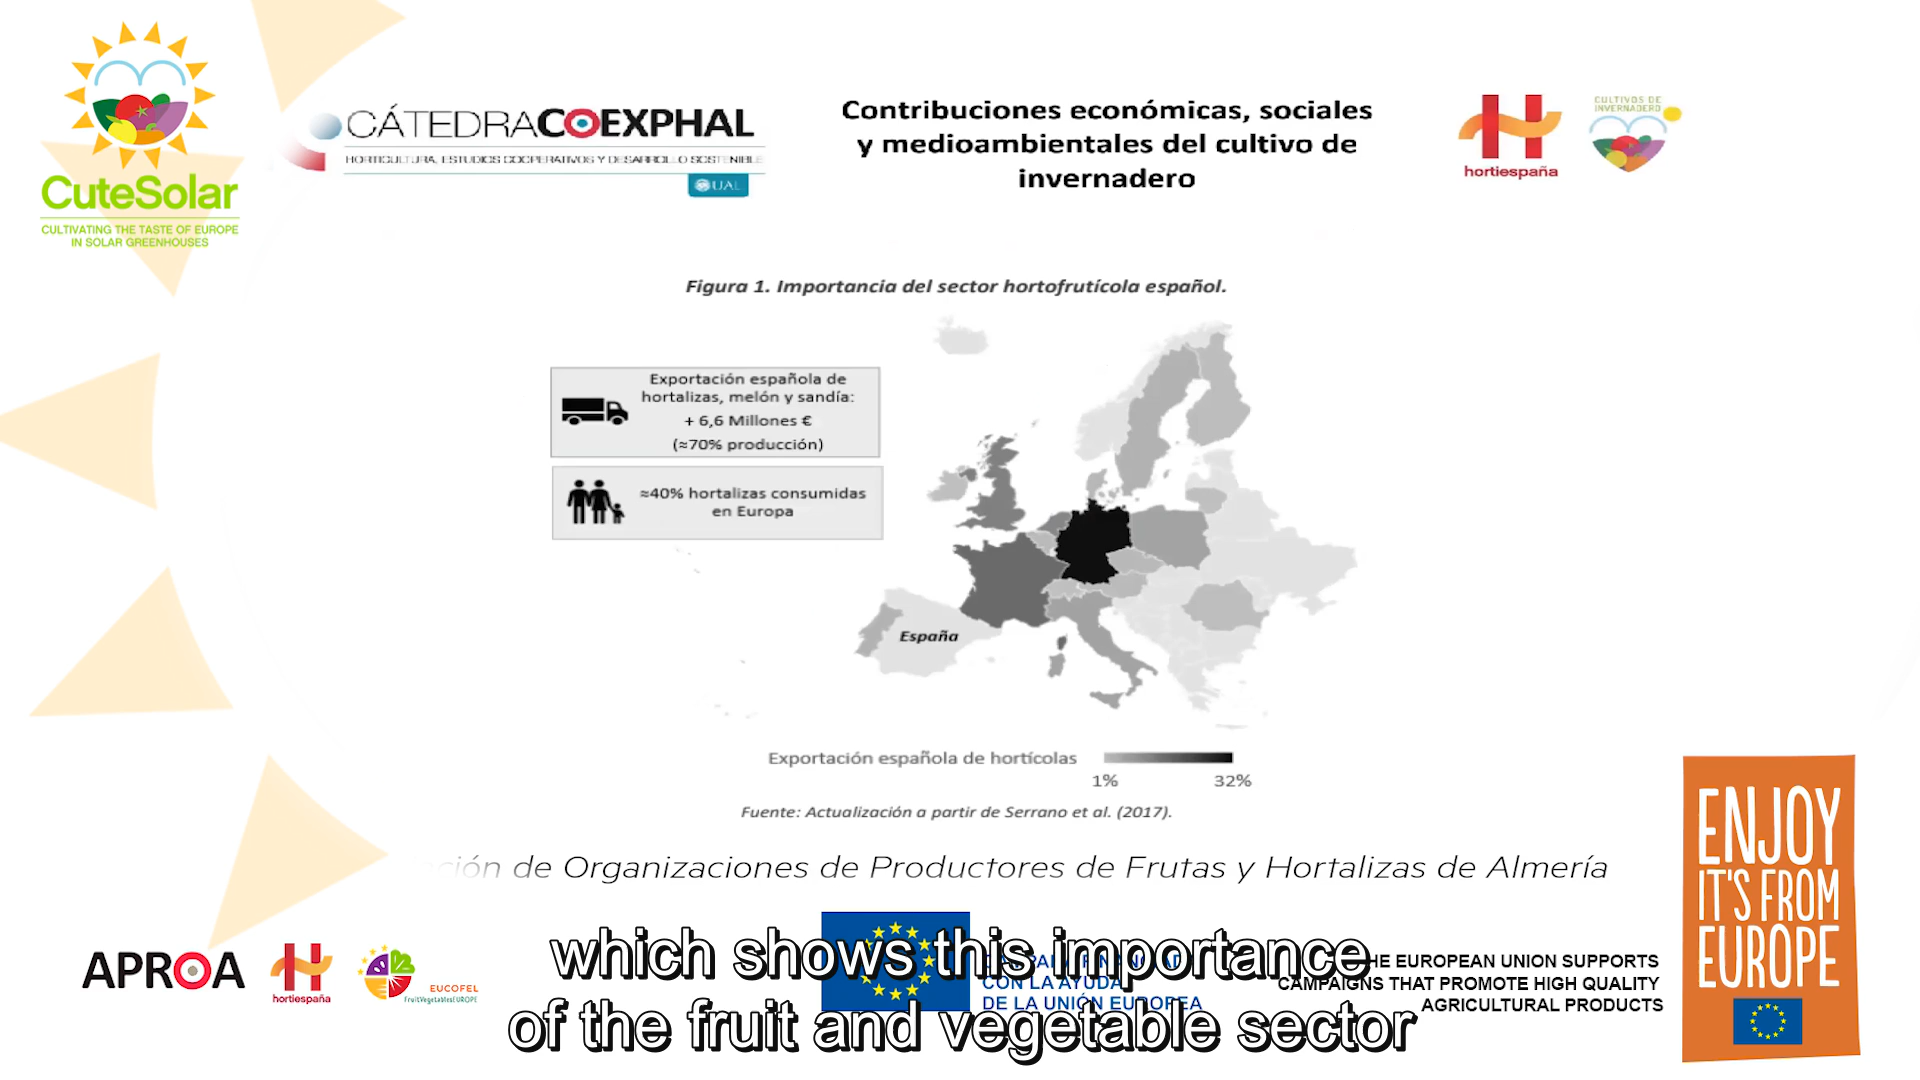 CuteSolar
CULTIVATING THE TASTE OF EUROPE
IN SOLAR GREENHOUSES
CÁTEDRACOEXPHAL
HORTICULTURA, ESTUDIOS COOPERATIVOS Y DESARROLLO SOSTENIBLE
UAL
Contribuciones económicas, sociales
y medioambientales del cultivo de
invernadero
hortiespaña
CULTIVOS DE
INVERNADERO
Figura 1. Importancia del sector hortofrutícola español.
Exportación española de
hortalizas, melón y sandía:
+ 6,6 Millones €
(≈70% producción)
≈40% hortalizas consumidas
en Europa
España
Exportación española de hortícolas
1% 32%
Fuente: Actualización a partir de Serrano et al. (2017).
ción de Organizaciones de Productores de Frutas y Hortalizas de Almería
APROA
hortiespaña
EUCOFEL
FruitVegetablesEUROPE
CON LA AYUDA
DE LA UNIÓN EUROPEA
THE EUROPEAN UNION SUPPORTS
CAMPAIGNS THAT PROMOTE HIGH QUALITY
AGRICULTURAL PRODUCTS
ENJOY
IT'S FROM
EUROPE
which shows this importance
of the fruit and vegetable sector